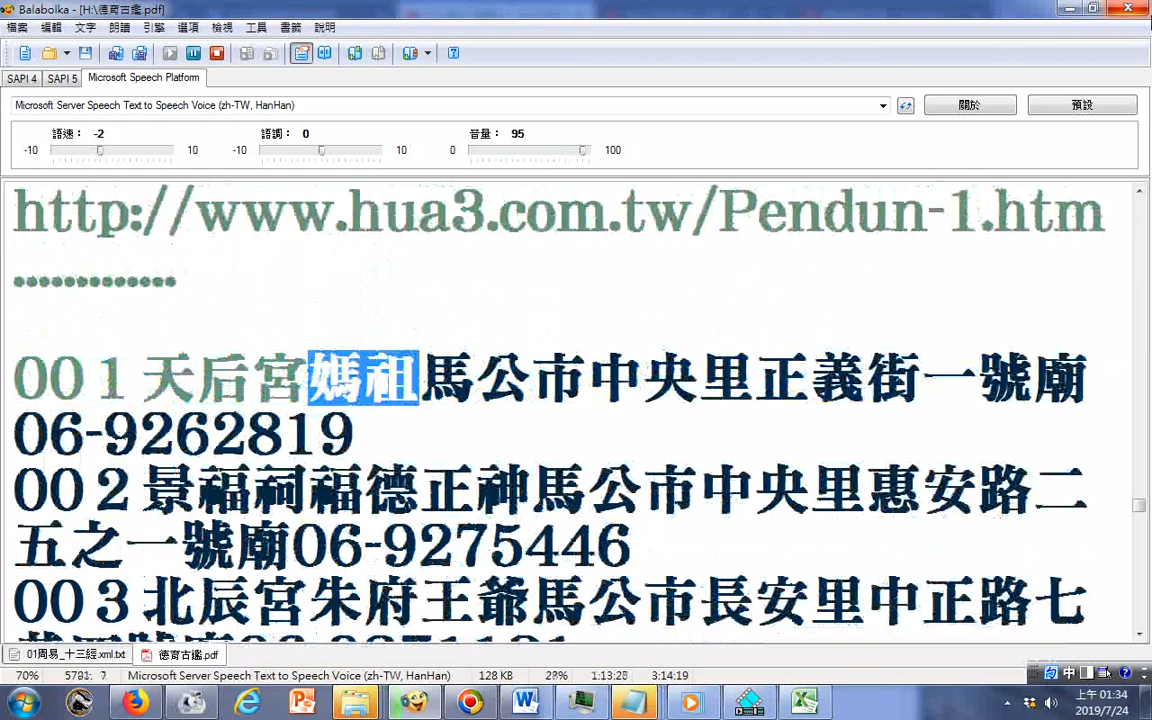 Balabolka - [H:\德育古鑑.pdf]
檔案 編輯 文字 朗讀 引擎 選項 檢視 工具 書籤 說明
SAPI 4 SAPI 5 Microsoft Speech Platform
Microsoft Server Speech Text to Speech Voice (zh-TW, HanHan) 關於 預設
語速： -2 語調： 0 音量： 95
-10 10 -10 10 0 100
http://www.hua3.com.tw/Pendun-1.htm
001天后宮媽祖馬公市中央里正義街一號廟
06-9262819
002景福祠福德正神馬公市中央里惠安路二
五之一號廟06-9275446
003北辰宮朱府王爺馬公市長安里中正路七
01周易_十三經.xml.txt 德育古鑑.pdf
70% Microsoft Server Speech Text to Speech Voice (zh-TW, HanHan) 128 KB 28% 1:13:28 3:14:19
中
上午 01:34
2019/7/24